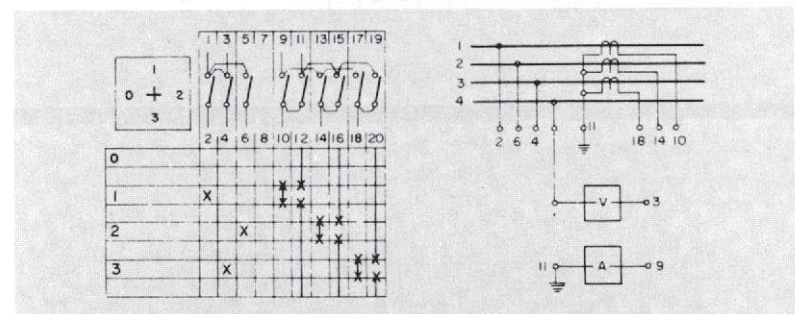 1 3 5 7 9 11 13 15 17 19
1
0 2
3
2 4 6 8 10 12 14 16 18 20
0
1 X X X
X X
2 X X X
X X
3 X X X
X X
1
2
3
4
2 6 4 11 18 14 10
V 3
11 A 9